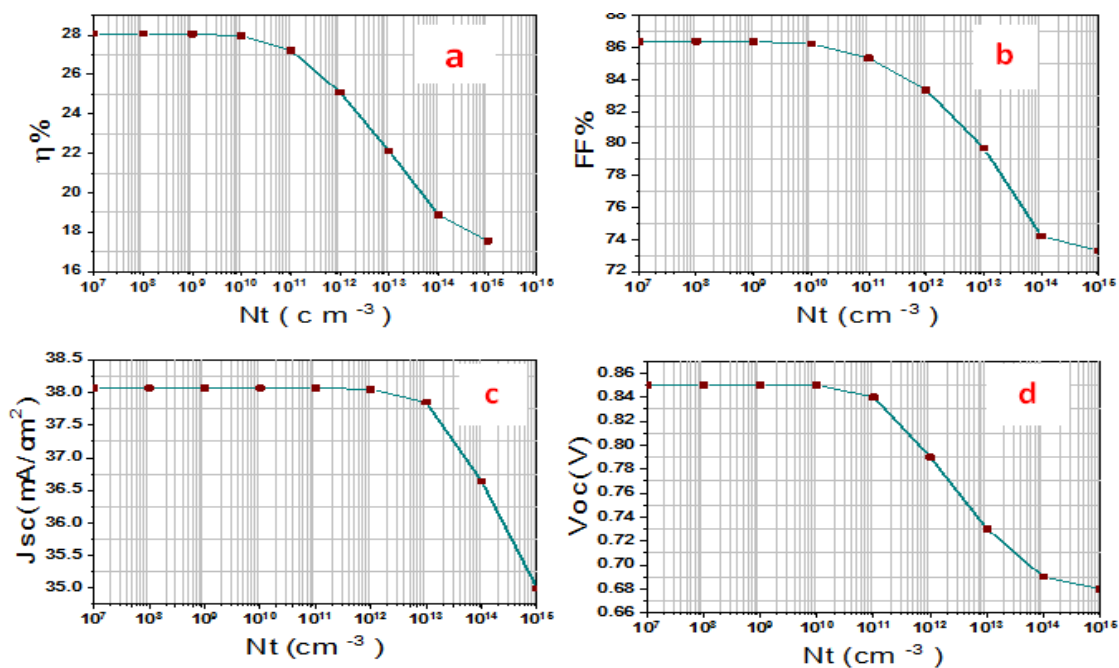 a
η%
28
26
24
22
20
18
16
10⁷ 10⁸ 10⁹ 10¹⁰ 10¹¹ 10¹² 10¹³ 10¹⁴ 10¹⁶ 10¹⁶
Nt ( c m ⁻³)
b
FF%
88
86
84
82
80
78
76
74
72
10⁷ 10⁸ 10⁹ 10¹⁰ 10¹¹ 10¹² 10¹³ 10¹⁴ 10¹⁵
Nt (cm ⁻³)
c
Jsc(mA/cm²)
38.5
38.0
37.5
37.0
36.5
36.0
35.5
35.0
10⁷ 10⁸ 10⁹ 10¹⁰ 10¹¹ 10¹² 10¹³ 10¹⁴ 10¹⁵
Nt (cm ⁻³)
d
Voc(V)
0.86
0.84
0.82
0.80
0.78
0.76
0.74
0.72
0.70
0.68
0.66
10⁷ 10⁸ 10⁹ 10¹⁰ 10¹¹ 10¹² 10¹³ 10¹⁴ 10¹⁵
Nt (cm ⁻³)